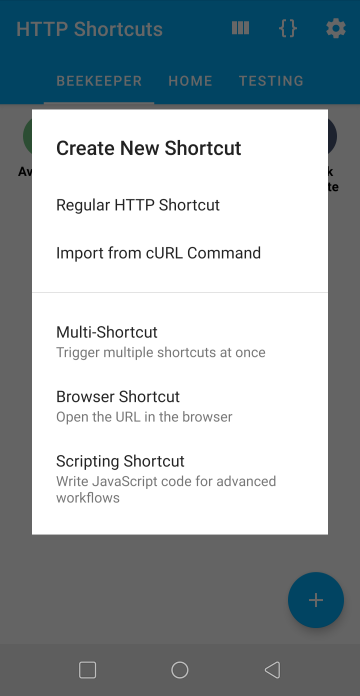 HTTP Shortcuts
BEEKEEPER HOME TESTING
Create New Shortcut
Regular HTTP Shortcut
Import from cURL Command
Multi-Shortcut
Trigger multiple shortcuts at once
Browser Shortcut
Open the URL in the browser
Scripting Shortcut
Write JavaScript code for advanced
workflows